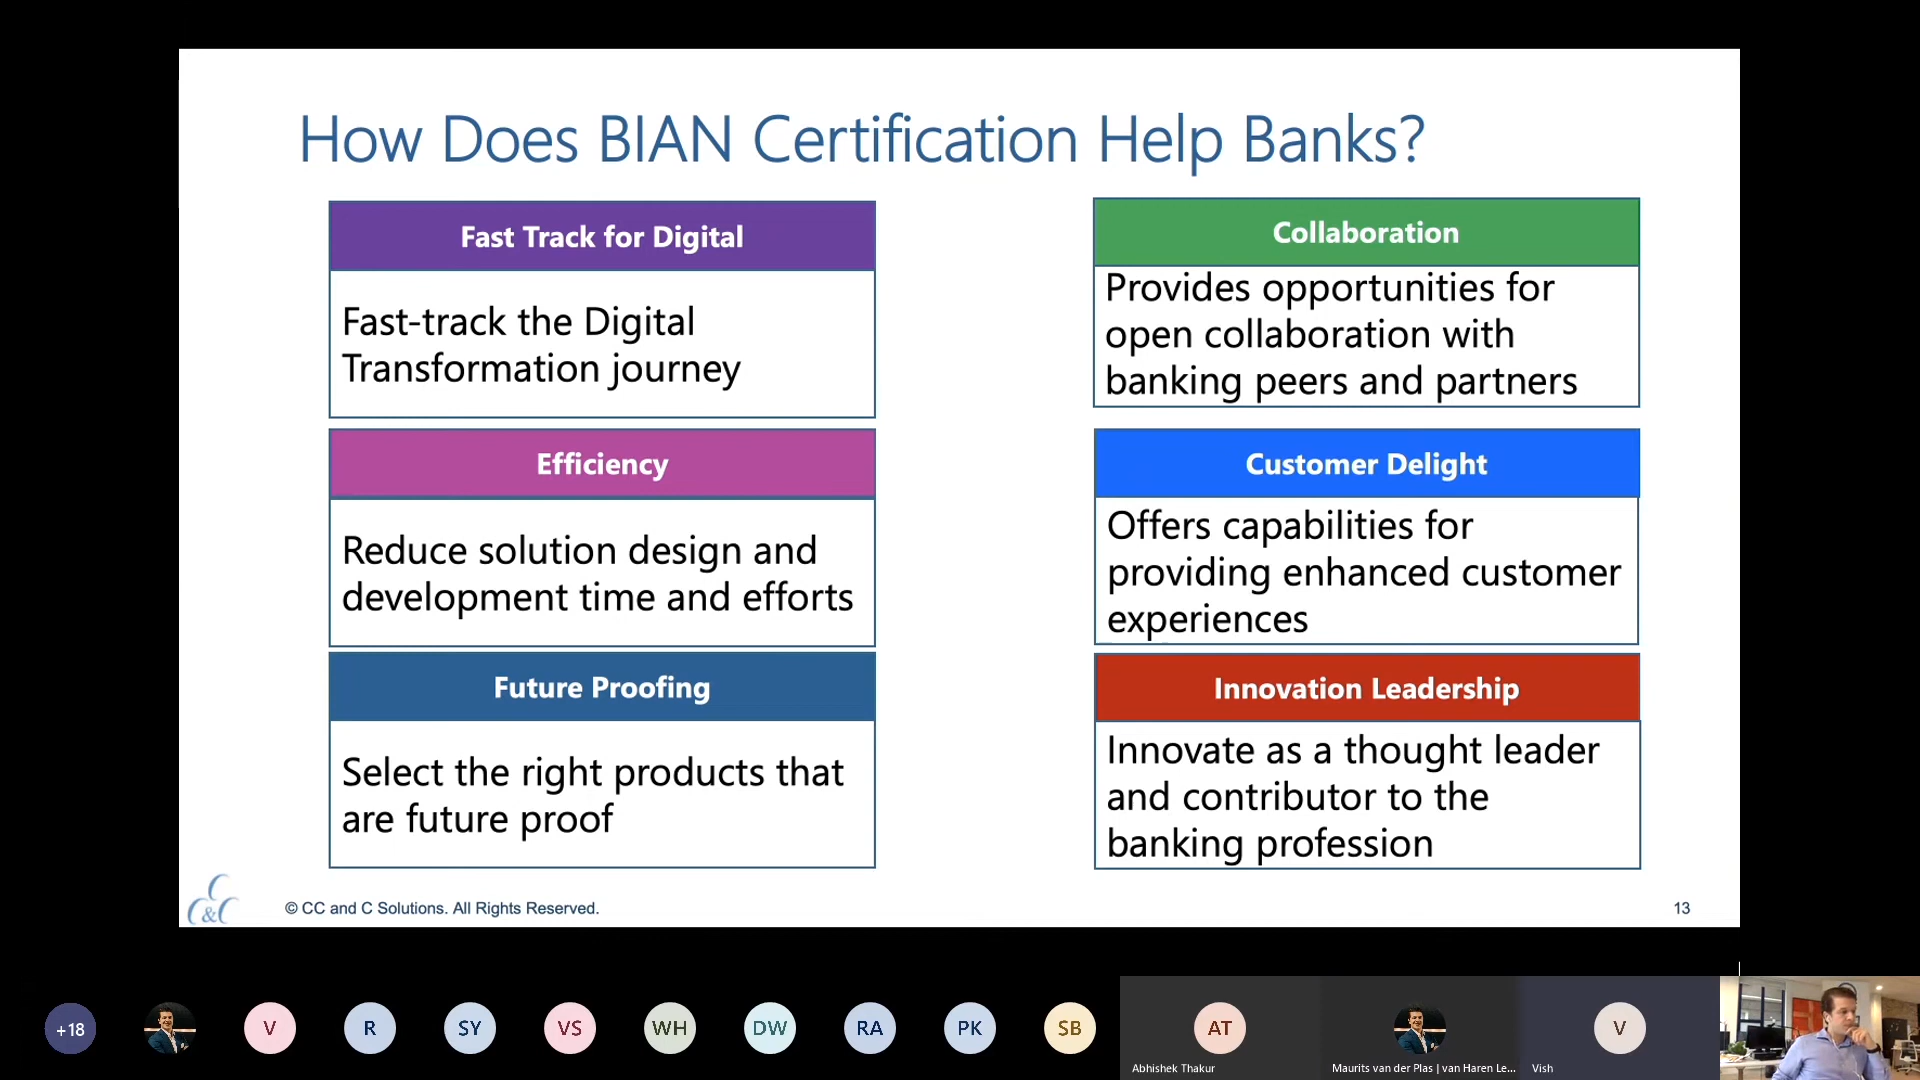 How Does BIAN Certification Help Banks?
Fast Track for Digital
Fast-track the Digital
Transformation journey
Efficiency
Reduce solution design and
development time and efforts
Future Proofing
Select the right products that
are future proof
Collaboration
Provides opportunities for
open collaboration with
banking peers and partners
Customer Delight
Offers capabilities for
providing enhanced customer
experiences
Innovation Leadership
Innovate as a thought leader
and contributor to the
banking profession
C
C&C
© CC and C Solutions. All Rights Reserved.
13
+18
V
R
SY
VS
WH
DW
RA
PK
SB
AT
V
Abhishek Thakur
Maurits van der Plas | van Haren Le...
Vish